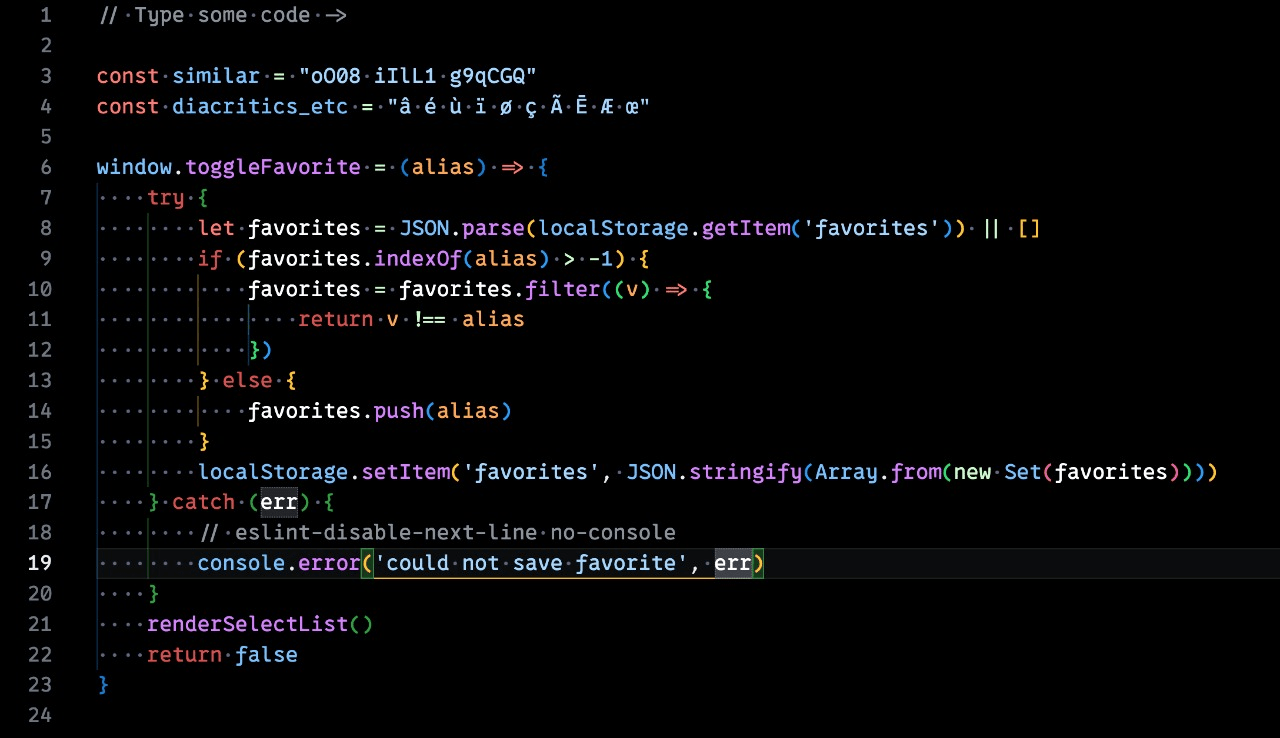 1 // Type some code ->
2
3 const similar = "oO08 iIlL1 g9qCGQ"
4 const diacritics_etc = "â é ù ï ø ç Ã Ē Æ œ"
5
6 window.toggleFavorite = (alias) => {
7     try {
8         let favorites = JSON.parse(localStorage.getItem('favorites')) || []
9         if (favorites.indexOf(alias) > -1) {
10             favorites = favorites.filter((v) => {
11                 return v !== alias
12             })
13         } else {
14             favorites.push(alias)
15         }
16         localStorage.setItem('favorites', JSON.stringify(Array.from(new Set(favorites))))
17     } catch (err) {
18         // eslint-disable-next-line no-console
19         console.error('could not save favorite', err)
20     }
21     renderSelectList()
22     return false
23 }
24